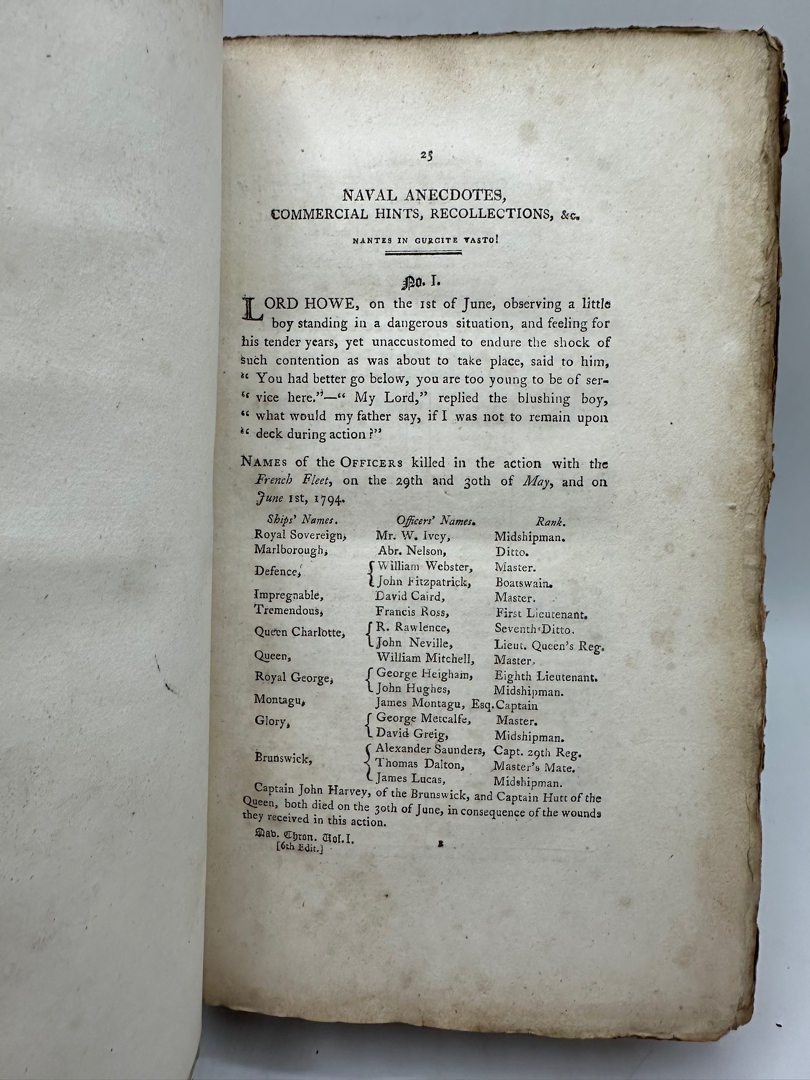 25
NAVAL ANECDOTES,
COMMERCIAL HINTS, RECOLLECTIONS, &c.
NANTES IN GURGITE VASTO!
No. I.
LORD HOWE, on the 1st of June, observing a little
boy standing in a dangerous situation, and feeling for
his tender years, yet unaccustomed to endure the shock of
such contention as was about to take place, said to him,
“ You had better go below, you are too young to be of ser-
“ vice here.”—“ My Lord,” replied the blushing boy,
“ what would my father say, if I was not to remain upon
“ deck during action ?”
NAMES of the OFFICERS killed in the action with the
French Fleet, on the 29th and 30th of May, and on
June 1st, 1794.
Ships' Names. Officers' Names. Rank.
Royal Sovereign, Mr. W. Ivey, Midshipman.
Marlborough, Abr. Nelson, Ditto.
Defence, { William Webster, Master.
John Fitzpatrick, Boatswain.
Impregnable, David Caird, Master.
Tremendous, Francis Ross, First Lieutenant.
Queen Charlotte, { R. Rawlence, Seventh Ditto.
John Neville, Lieut. Queen's Reg.
Queen, William Mitchell, Master.
Royal George, { George Heigham, Eighth Lieutenant.
John Hughes, Midshipman.
Montagu, James Montagu, Esq. Captain
Glory, { George Metcalfe, Master.
David Greig, Midshipman.
Brunswick, { Alexander Saunders, Capt. 29th Reg.
Thomas Dalton, Master's Mate.
James Lucas, Midshipman.
Captain John Harvey, of the Brunswick, and Captain Hutt of the
Queen, both died on the 30th of June, in consequence of the wounds
they received in this action.
Nav. Chron. Vol. I.
[6th Edit.] E